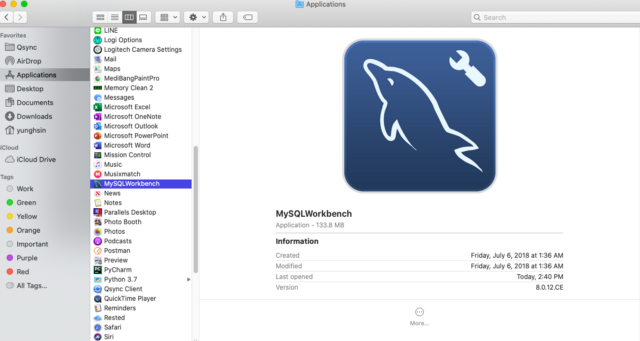 Applications
Search
Favorites
Qsync
AirDrop
Applications
Desktop
Documents
Downloads
yunghsin
iCloud
iCloud Drive
Tags
Work
Green
Yellow
Orange
Important
Purple
Red
All Tags...
LINE
Logi Options
Logitech Camera Settings
Mail
Maps
MediBangPaintPro
Memory Clean 2
Messages
Microsoft Excel
Microsoft OneNote
Microsoft Outlook
Microsoft PowerPoint
Microsoft Word
Mission Control
Music
Musixmatch
MySQLWorkbench
News
Notes
Parallels Desktop
Photo Booth
Photos
Podcasts
Postman
Preview
PyCharm
Python 3.7
Qsync Client
QuickTime Player
Reminders
Rested
Safari
Siri
MySQLWorkbench
Application - 133.8 MB
Information
Created Friday, July 6, 2018 at 1:36 AM
Modified Friday, July 6, 2018 at 1:36 AM
Last opened Today, 2:40 PM
Version 8.0.12.CE
More...